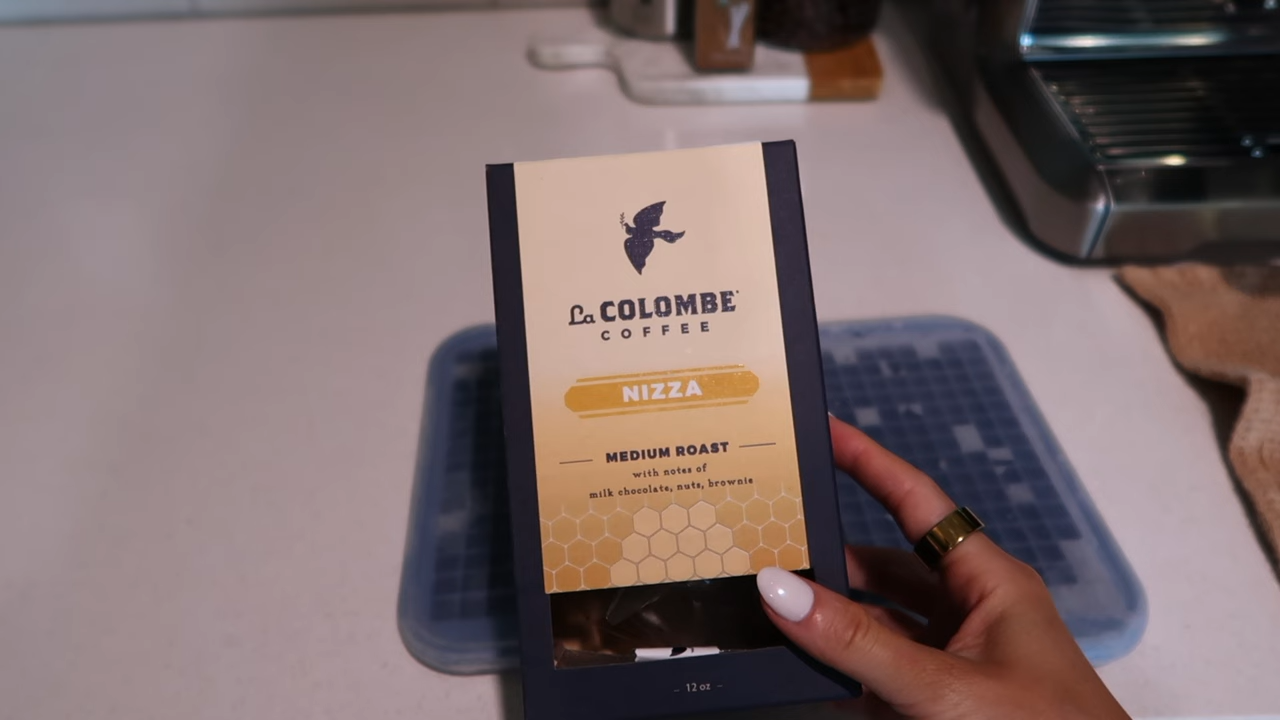 La COLOMBE
COFFEE
NIZZA
MEDIUM ROAST
with notes of
milk chocolate, nuts, brownie
12 oz